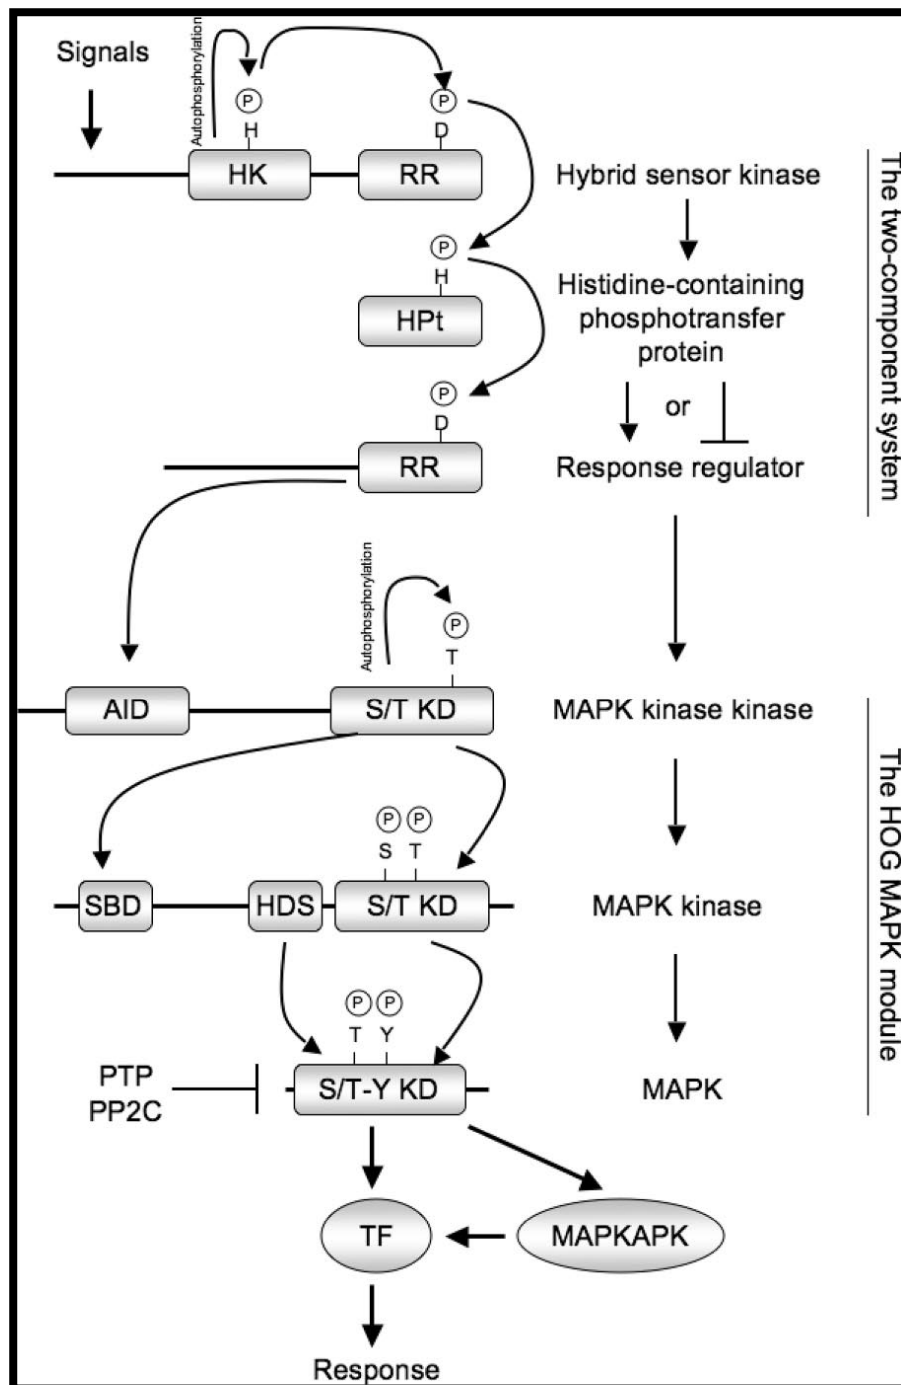 Signals
Autophosphorylation
P
P
H
D
HK
RR
Hybrid sensor kinase
P
H
HPt
Histidine-containing
phosphotransfer
protein
or
P
D
RR
Response regulator
The two-component system
Autophosphorylation
P
T
AID
S/T KD
MAPK kinase kinase
P P
S T
SBD
HDS
S/T KD
MAPK kinase
P P
T Y
S/T-Y KD
PTP
PP2C
MAPK
The HOG MAPK module
TF
MAPKAPK
Response